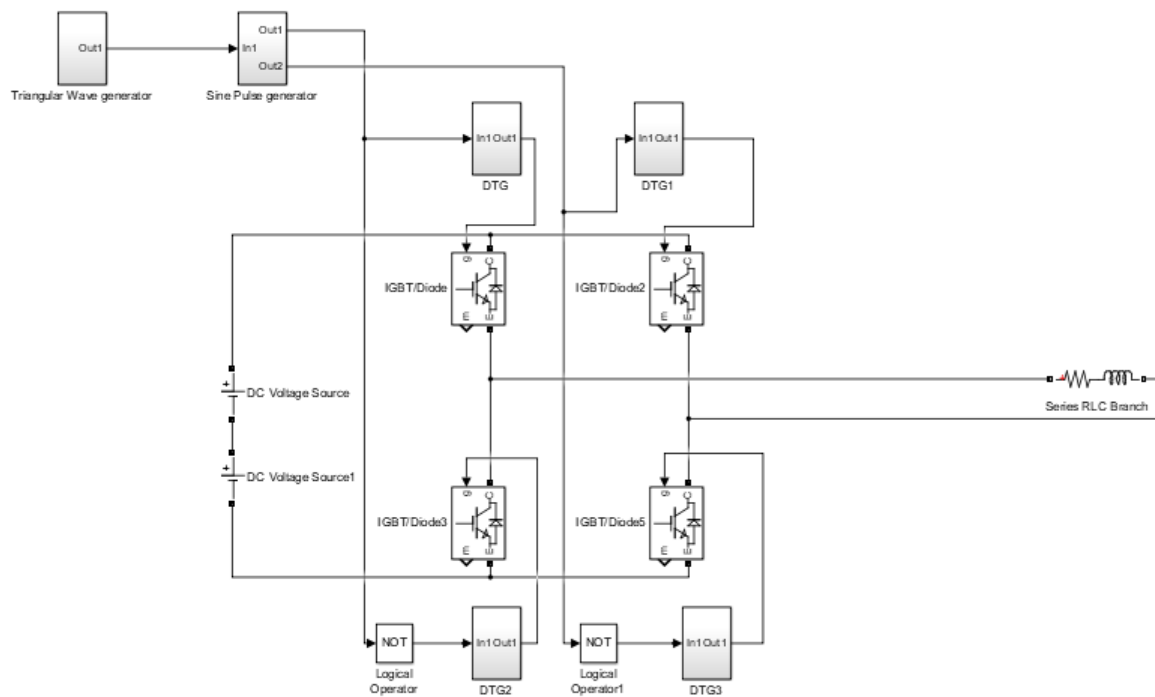 Out1
Out1
In1
Out2
Triangular Wave generator
Sine Pulse generator
In1 Out1
In1 Out1
DTG
DTG1
g
C
g
C
IGBT/Diode
IGBT/Diode2
m
E
m
E
+
DC Voltage Source
Series RLC Branch
+
DC Voltage Source1
g
C
g
C
IGBT/Diode3
IGBT/Diode5
m
E
m
E
NOT
In1 Out1
NOT
In1 Out1
Logical
Operator
DTG2
Logical
Operator1
DTG3